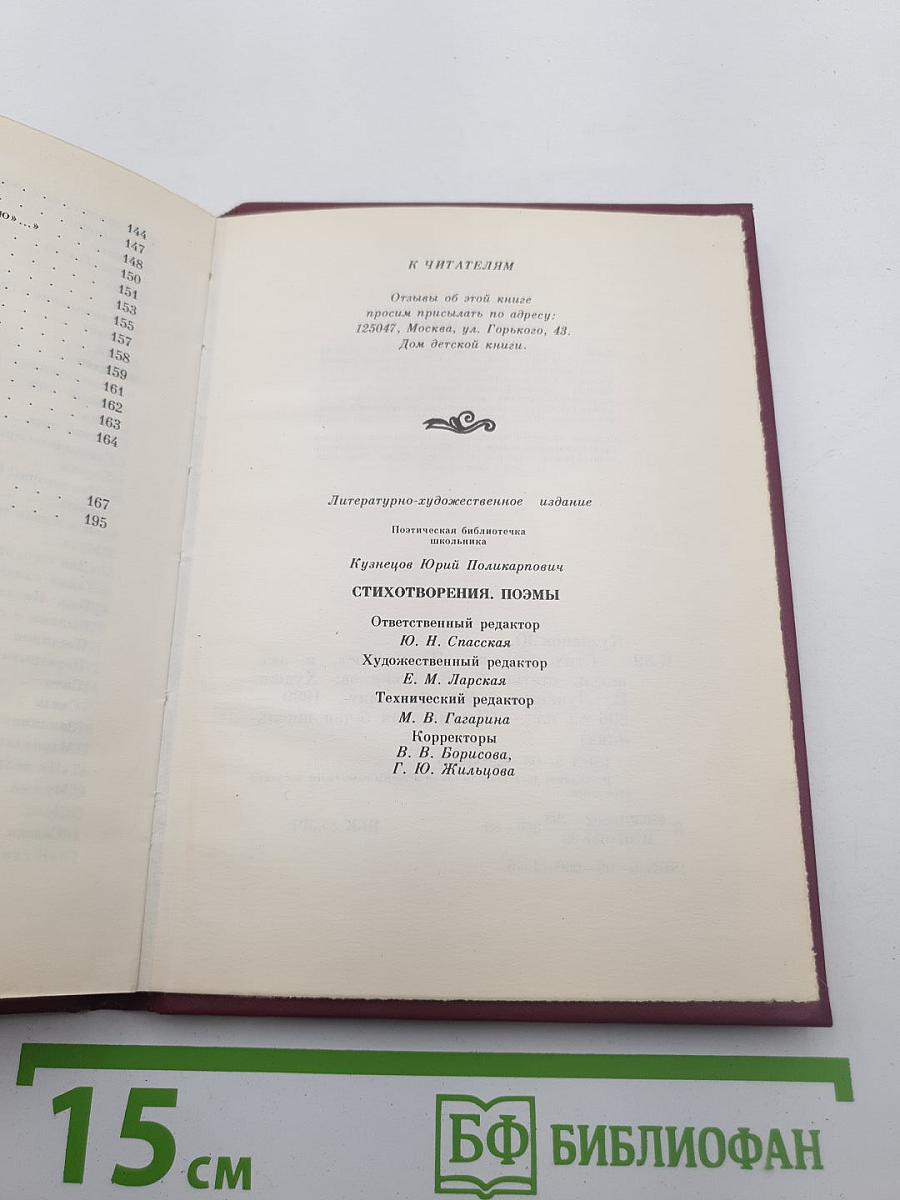 ю»...»
144
147
148
150
151
153
155
157
158
159
161
162
163
164
167
195
К ЧИТАТЕЛЯМ
Отзывы об этой книге
просим присылать по адресу:
125047, Москва, ул. Горького, 43.
Дом детской книги.
Литературно-художественное издание
Поэтическая библиотечка
школьника
Кузнецов Юрий Поликарпович
СТИХОТВОРЕНИЯ. ПОЭМЫ
Ответственный редактор
Ю. Н. Спасская
Художественный редактор
Е. М. Ларская
Технический редактор
М. В. Гагарина
Корректоры
В. В. Борисова,
Г. Ю. Жильцова
15 см
БФ БИБЛИОФАН